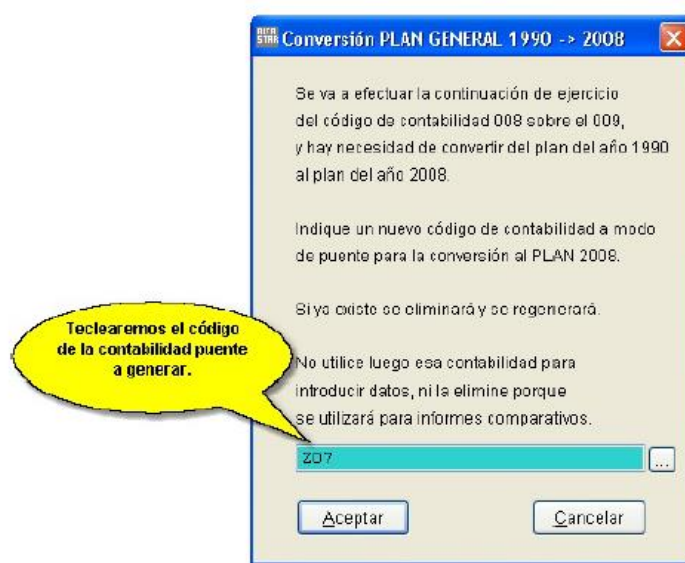 Conversión PLAN GENERAL 1990 -> 2008
Se va a efectuar la continuación de ejercicio
del código de contabilidad 008 sobre el 009,
y hay necesidad de convertir del plan del año 1990
al plan del año 2008.
Indique un nuevo código de contabilidad a modo
de puente para la conversión al PLAN 2008.
Si ya existe se eliminará y se regenerará.
Teclearemos el código
de la contabilidad puente
a generar.
No utilice luego esa contabilidad para
introducir datos, ni la elimine porque
se utilizará para informes comparativos.
Z07
...
Aceptar
Cancelar